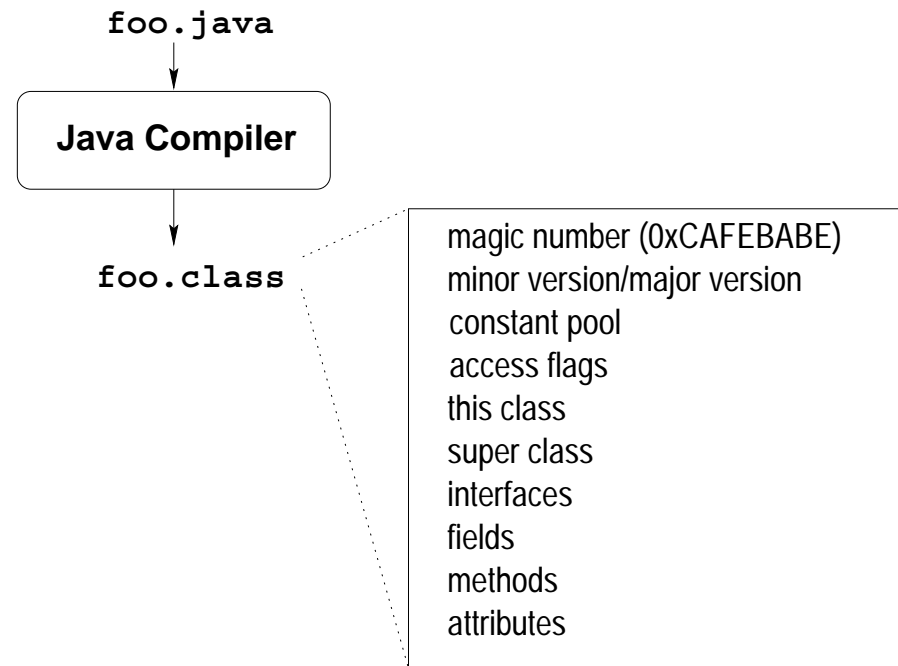 foo.java
Java Compiler
foo.class
magic number (0xCAFEBABE)
minor version/major version
constant pool
access flags
this class
super class
interfaces
fields
methods
attributes